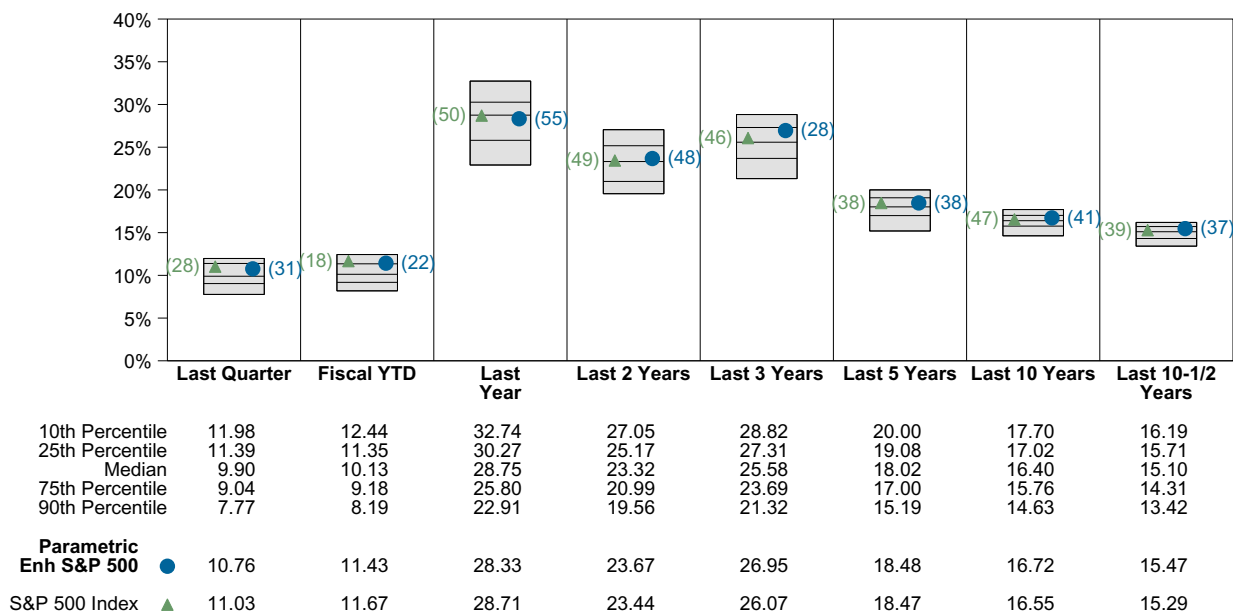 40%
35%
30%
25%
20%
15%
10%
5%
0%
(28) (31)
(18) (22)
(50) (55)
(49) (48)
(46) (28)
(38) (38)
(47) (41)
(39) (37)
Last Quarter Fiscal YTD Last Year Last 2 Years Last 3 Years Last 5 Years Last 10 Years Last 10-1/2 Years
10th Percentile 11.98 12.44 32.74 27.05 28.82 20.00 17.70 16.19
25th Percentile 11.39 11.35 30.27 25.17 27.31 19.08 17.02 15.71
Median 9.90 10.13 28.75 23.32 25.58 18.02 16.40 15.10
75th Percentile 9.04 9.18 25.80 20.99 23.69 17.00 15.76 14.31
90th Percentile 7.77 8.19 22.91 19.56 21.32 15.19 14.63 13.42
Parametric
Enh S&P 500 10.76 11.43 28.33 23.67 26.95 18.48 16.72 15.47
S&P 500 Index 11.03 11.67 28.71 23.44 26.07 18.47 16.55 15.29